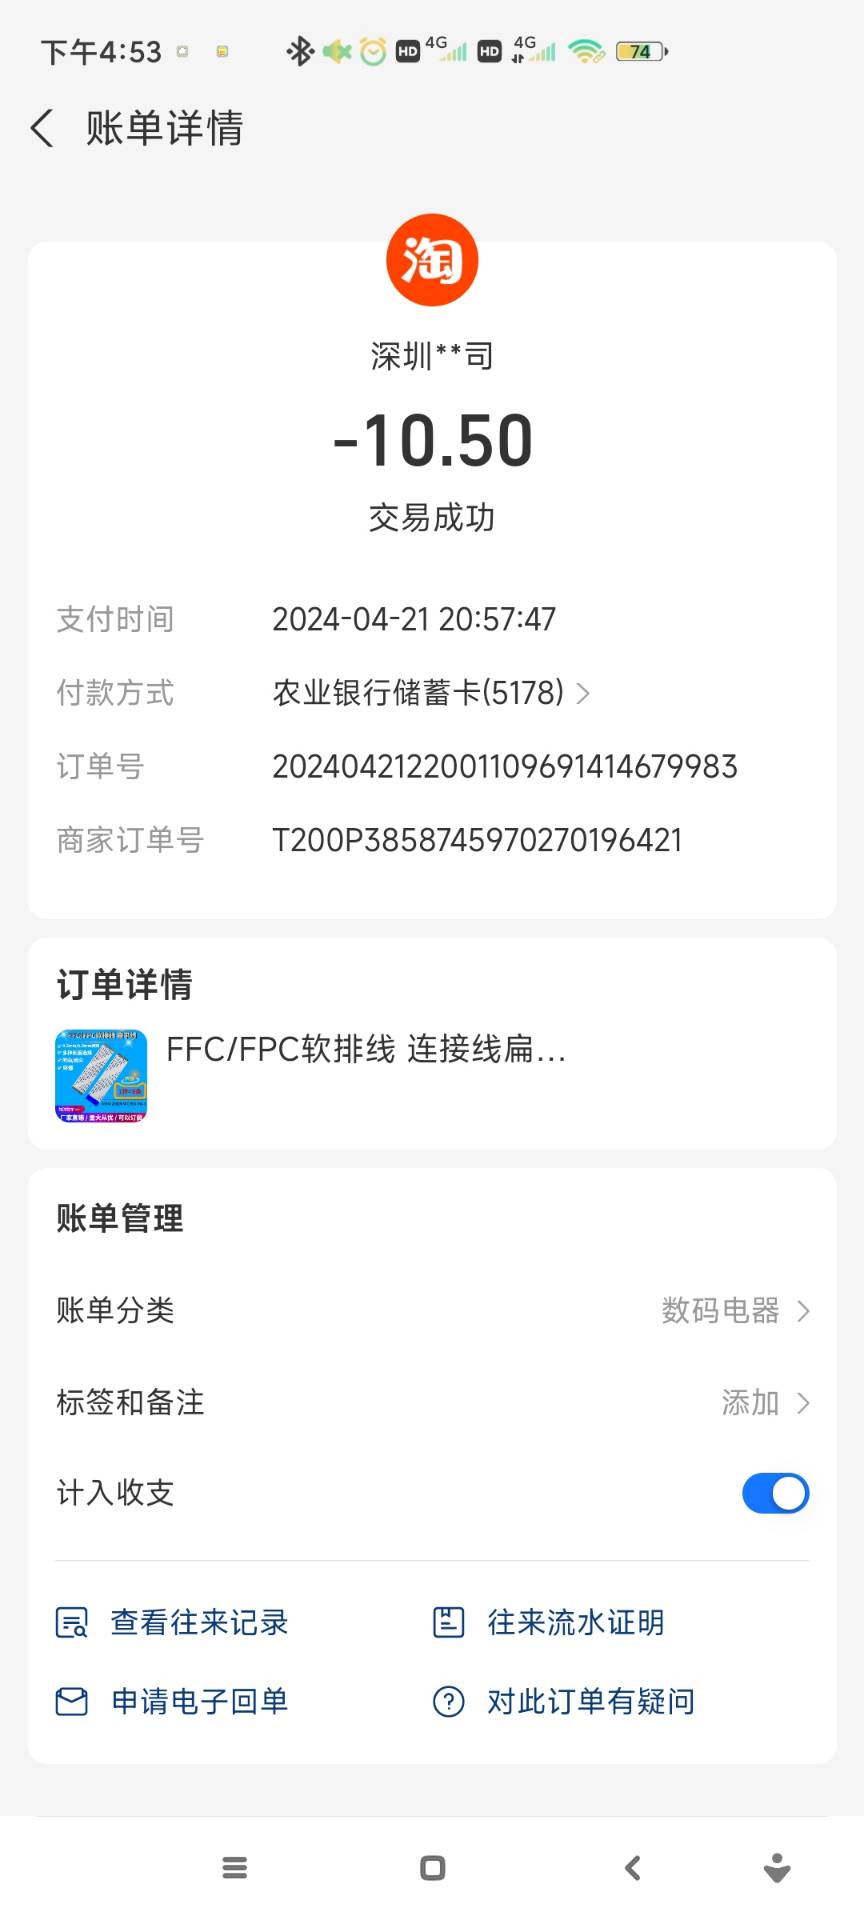 下午4:53
HD 4G HD 4G 74
账单详情
淘
深圳**司
-10.50
交易成功
支付时间 2024-04-21 20:57:47
付款方式 农业银行储蓄卡(5178)
订单号 2024042122001109691414679983
商家订单号 T200P3858745970270196421
订单详情
FFC/FPC软排线 连接线扁...
账单管理
账单分类 数码电器
标签和备注 添加
计入收支
查看往来记录 往来流水证明
申请电子回单 对此订单有疑问